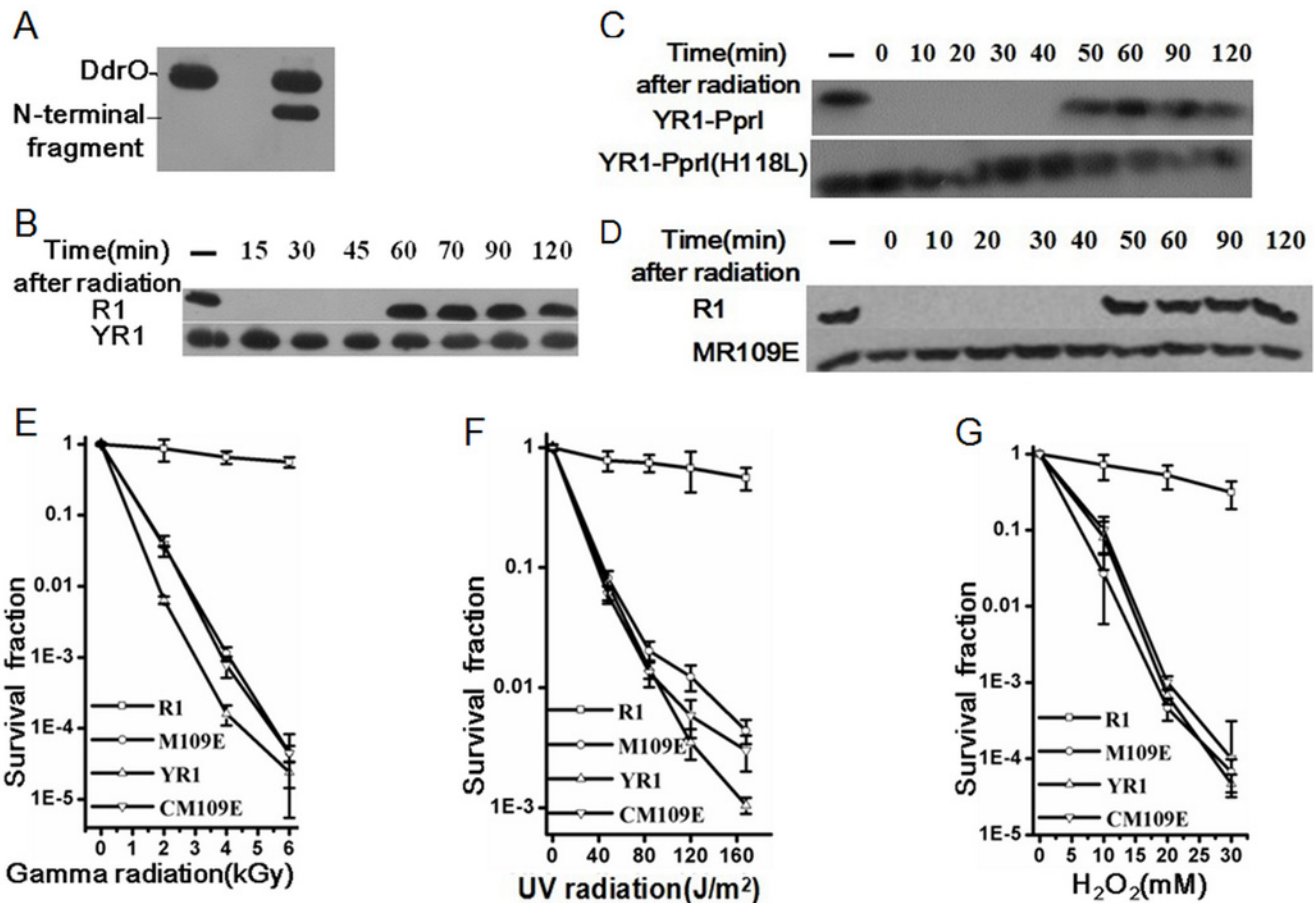 A
DdrO
N-terminal
fragment
B
Time(min) — 15 30 45 60 70 90 120
after radiation
R1
YR1
C
Time(min) — 0 10 20 30 40 50 60 90 120
after radiation
YR1-PprI
YR1-PprI(H118L)
D
Time(min) — 0 10 20 30 40 50 60 90 120
after radiation
R1
MR109E
E
Survival fraction
1
0.1
0.01
1E-3
1E-4
1E-5
R1
M109E
YR1
CM109E
0 1 2 3 4 5 6
Gamma radiation(kGy)
F
Survival fraction
1
0.1
0.01
1E-3
R1
M109E
YR1
CM109E
0 40 80 120 160
UV radiation(J/m²)
G
Survival fraction
1
0.1
0.01
1E-3
1E-4
1E-5
R1
M109E
YR1
CM109E
0 5 10 15 20 25 30
H₂O₂(mM)